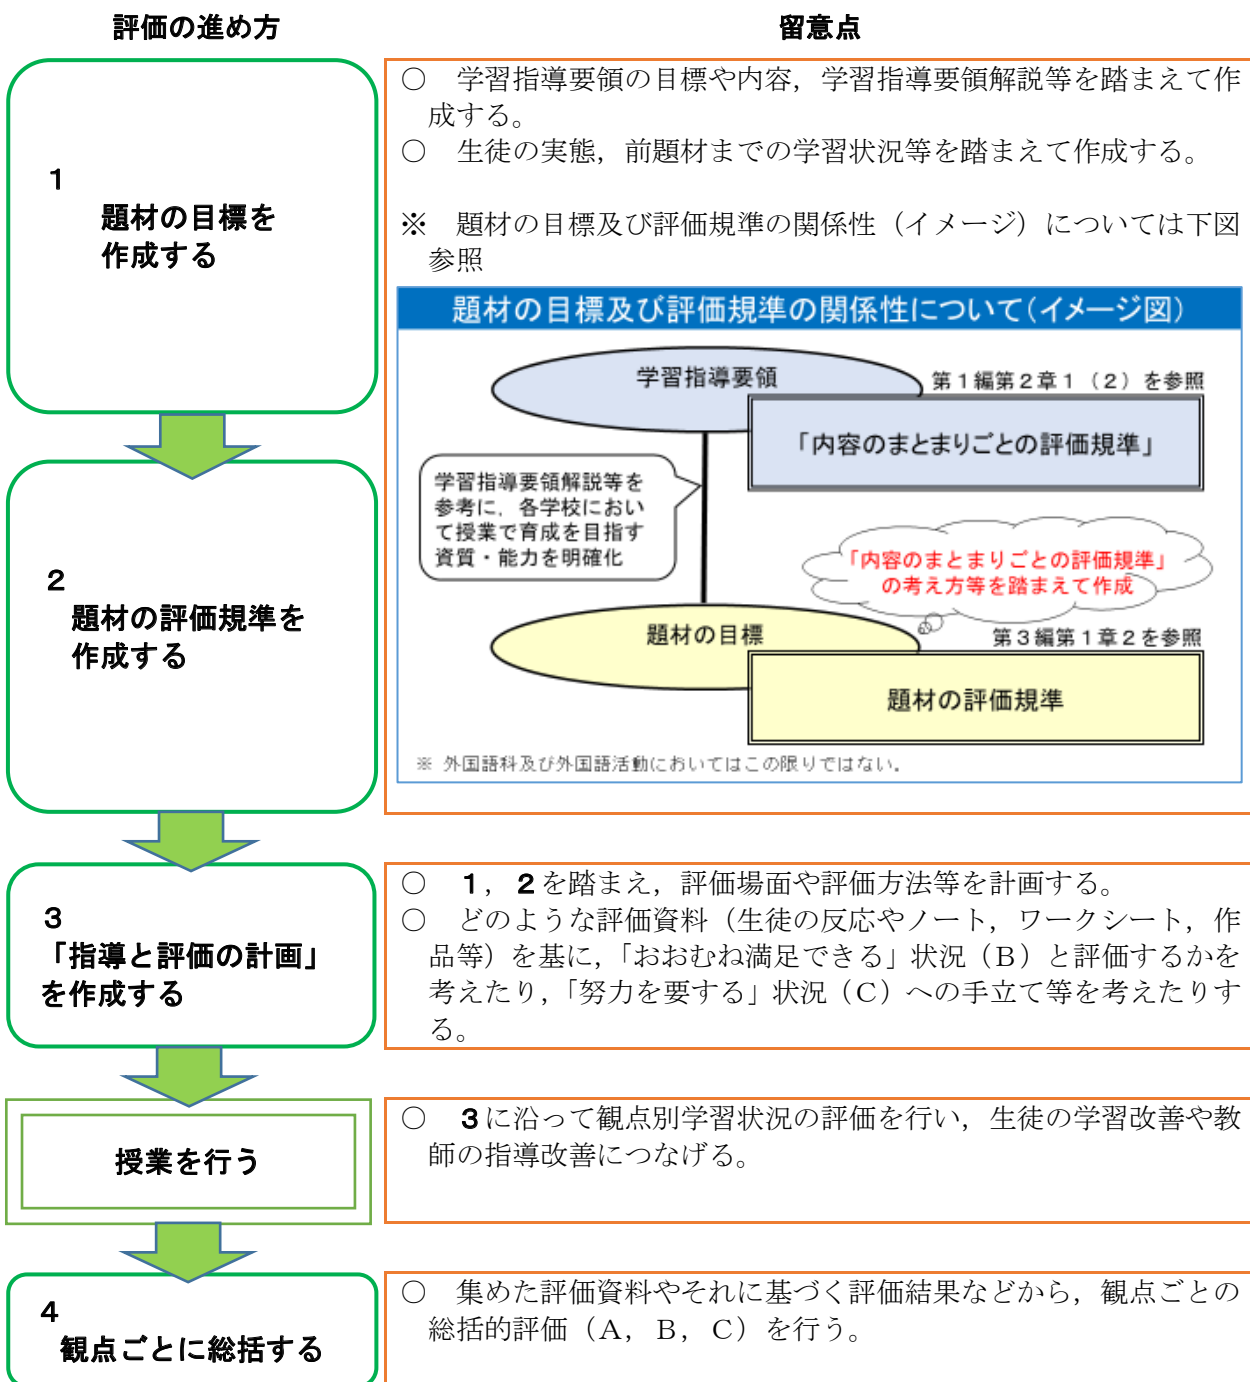 評価の進め方
留意点
1
題材の目標を
作成する
○　学習指導要領の目標や内容，学習指導要領解説等を踏まえて作
成する。
○　生徒の実態，前題材までの学習状況等を踏まえて作成する。
※　題材の目標及び評価規準の関係性（イメージ）については下図
参照
題材の目標及び評価規準の関係性について(イメージ図)
学習指導要領
第１編第２章１（２）を参照
「内容のまとまりごとの評価規準」
学習指導要領解説等を
参考に，各学校におい
て授業で育成を目指す
資質・能力を明確化
「内容のまとまりごとの評価規準」
の考え方等を踏まえて作成
題材の目標
第３編第１章２を参照
題材の評価規準
※ 外国語科及び外国語活動においてはこの限りではない。
2
題材の評価規準を
作成する
3
「指導と評価の計画」
を作成する
○　１，２を踏まえ，評価場面や評価方法等を計画する。
○　どのような評価資料（生徒の反応やノート，ワークシート，作
品等）を基に，「おおむね満足できる」状況（Ｂ）と評価するかを
考えたり，「努力を要する」状況（Ｃ）への手立て等を考えたりす
る。
授業を行う
○　３に沿って観点別学習状況の評価を行い，生徒の学習改善や教
師の指導改善につなげる。
4
観点ごとに総括する
○　集めた評価資料やそれに基づく評価結果などから，観点ごとの
総括的評価（Ａ，Ｂ，Ｃ）を行う。